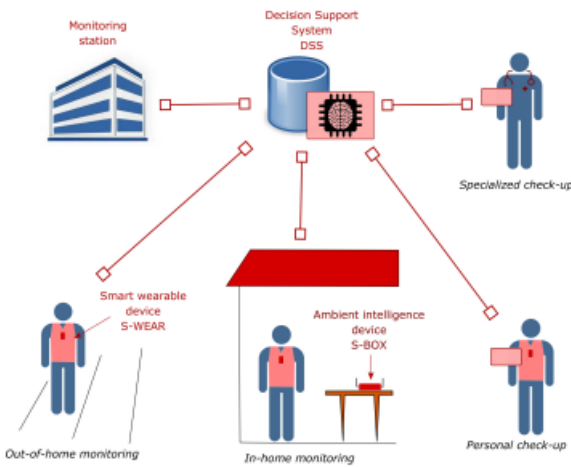 Monitoring
station
Decision Support
System
DSS
Specialized check-up
Smart wearable
device
S-WEAR
Ambient intelligence
device
S-BOX
Out-of-home monitoring
In-home monitoring
Personal check-up